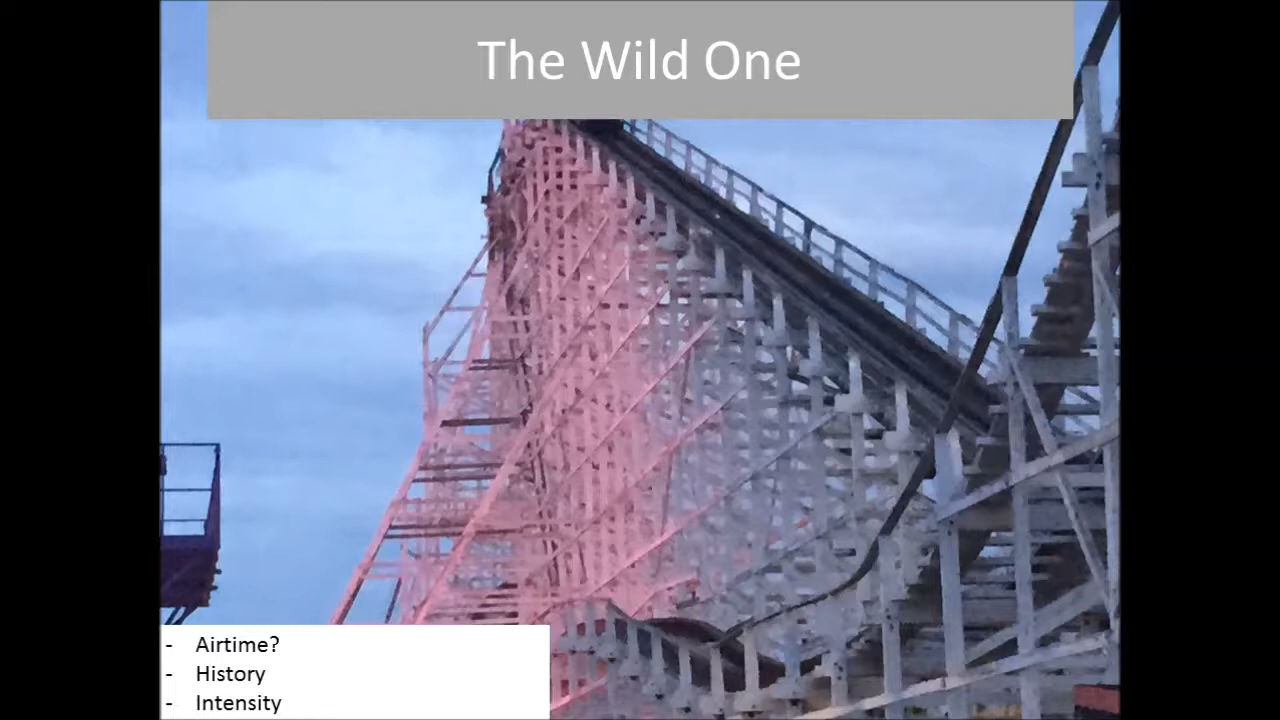 The Wild One
- Airtime?
- History
- Intensity